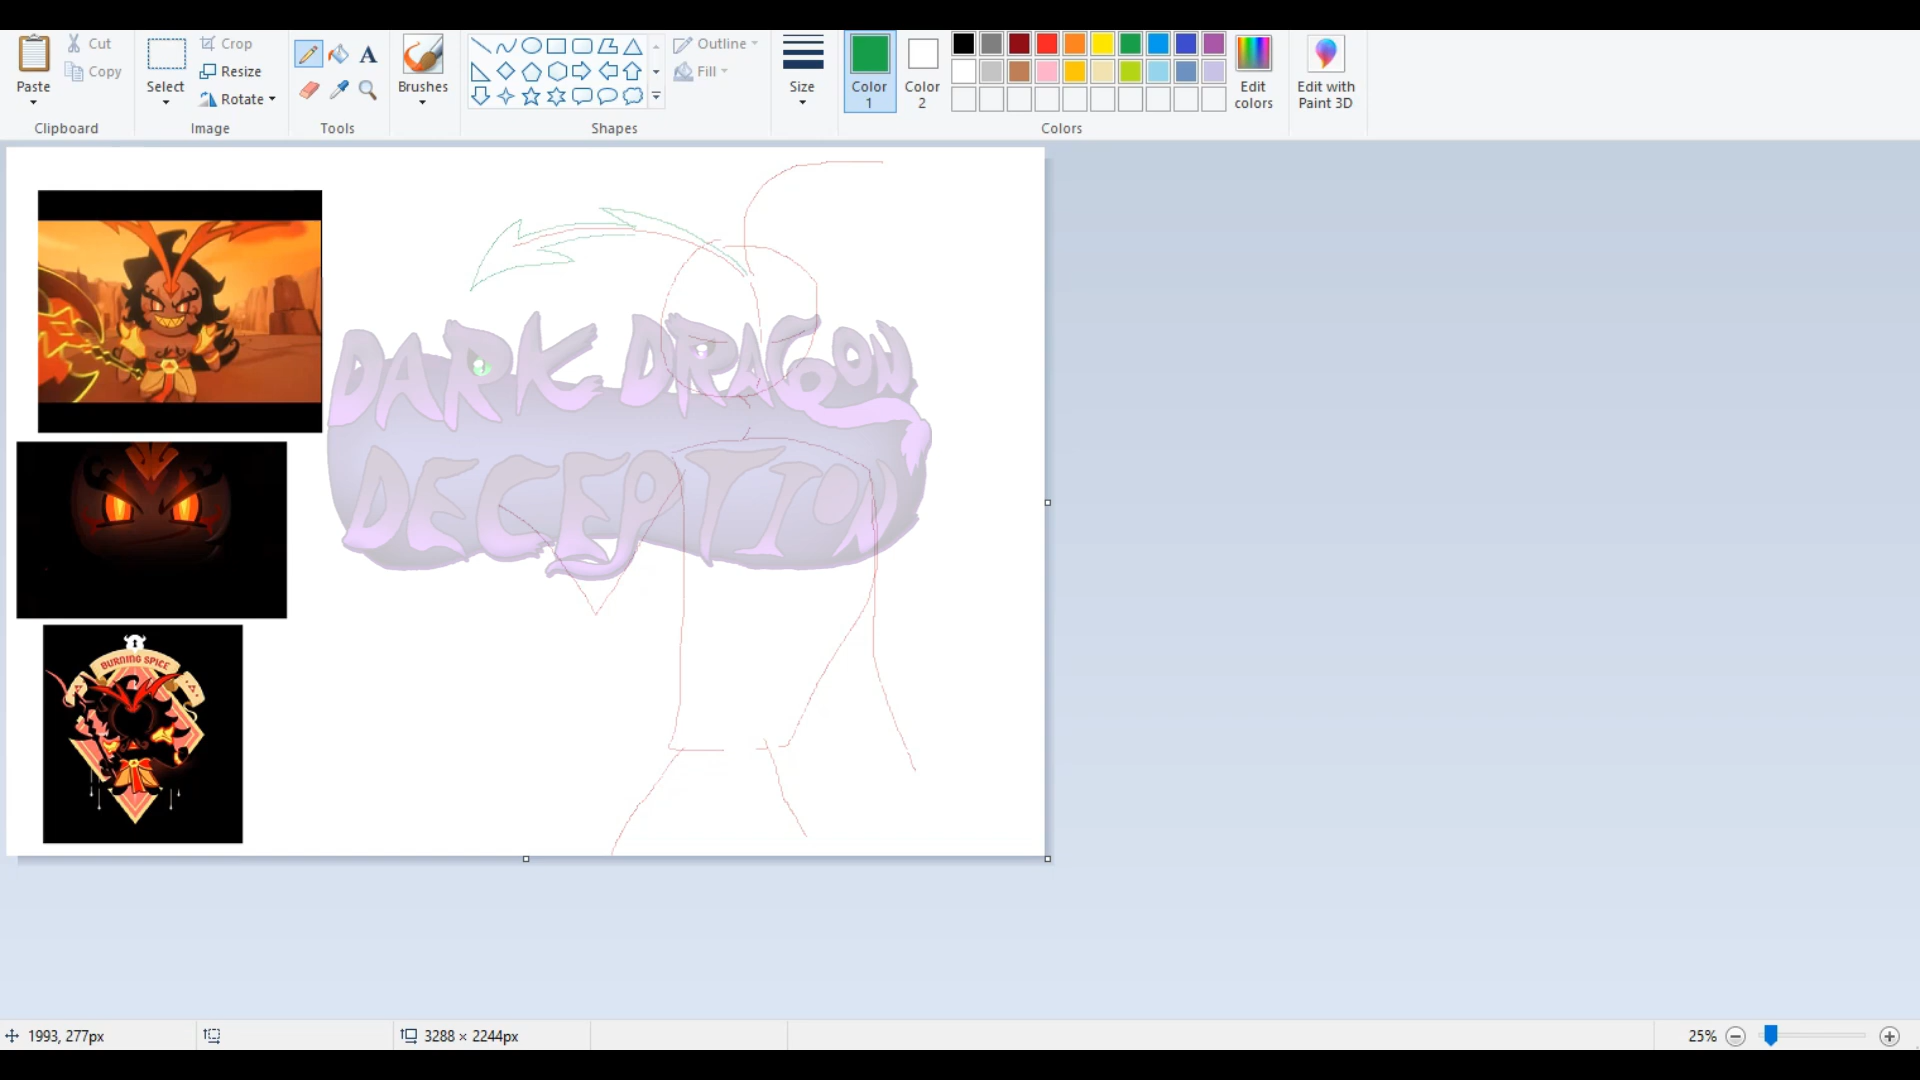 Paste
Cut
Copy
Clipboard
Select
Crop
Resize
Rotate
Image
A
Tools
Brushes
Outline
Fill
Shapes
Size
Color
1
Color
2
Colors
Edit
colors
Edit with
Paint 3D
DARK DRAGON
DECEPTION
BURNING SPICE
1993, 277px
3288 × 2244px
25%